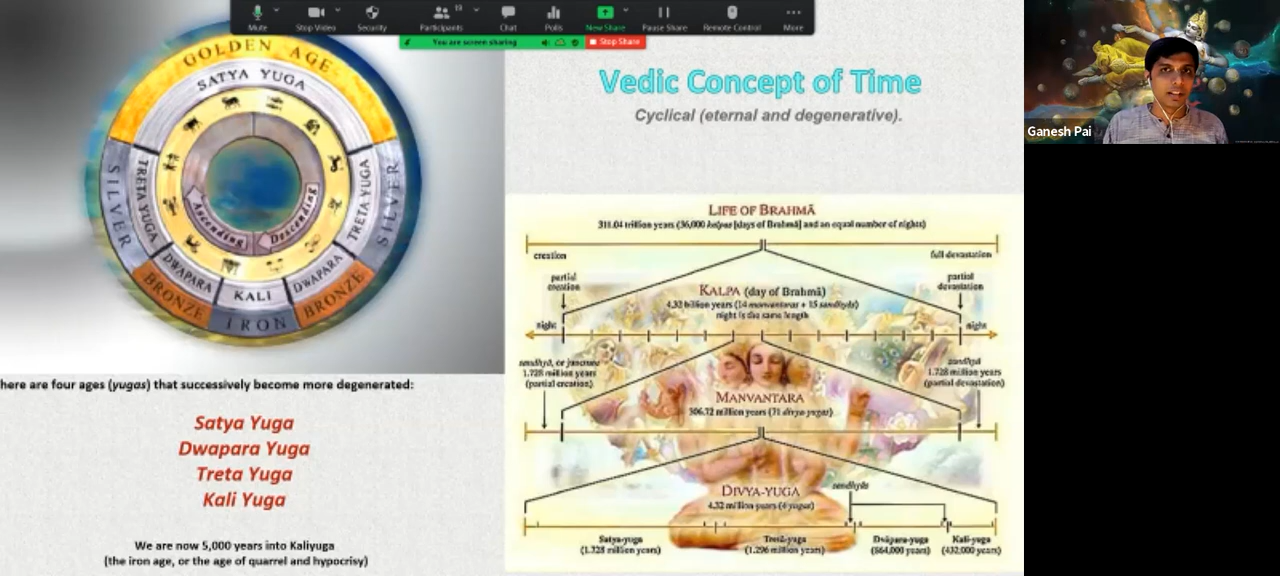 19
Mute
Stop Video
Security
Participants
Chat
Polls
New Share
Pause Share
Remote Control
More
You are screen sharing
Stop Share
GOLDEN AGE
SATYA YUGA
SILVER
TRETA YUGA
TRETA YUGA
SILVER
Ascending
Descending
DWAPARA
KALI
DWAPARA
BRONZE
IRON
BRONZE
here are four ages (yugas) that successively become more degenerated:
Satya Yuga
Dwapara Yuga
Treta Yuga
Kali Yuga
We are now 5,000 years into Kaliyuga
(the iron age, or the age of quarrel and hypocrisy)
Vedic Concept of Time
Cyclical (eternal and degenerative).
LIFE OF BRAHMĀ
311.04 trillion years (36,000 kalpas [days of Brahmā] and an equal number of nights)
creation
full devastation
partial
creation
partial
devastation
KALPA (day of Brahmā)
4.32 billion years (14 manvantaras + 15 sandhyās)
night is the same length
night
night
sandhyā, or juncture
1.728 million years
(partial creation)
sandhyā
1.728 million years
(partial devastation)
MANVANTARA
306.72 million years (71 divya-yugas)
DIVYA-YUGA
4.32 million years (4 yugas)
sandhyās
Satya-yuga
(1.728 million years)
Tretā-yuga
(1.296 million years)
Dvāpara-yuga
(864,000 years)
Kali-yuga
(432,000 years)
Ganesh Pai